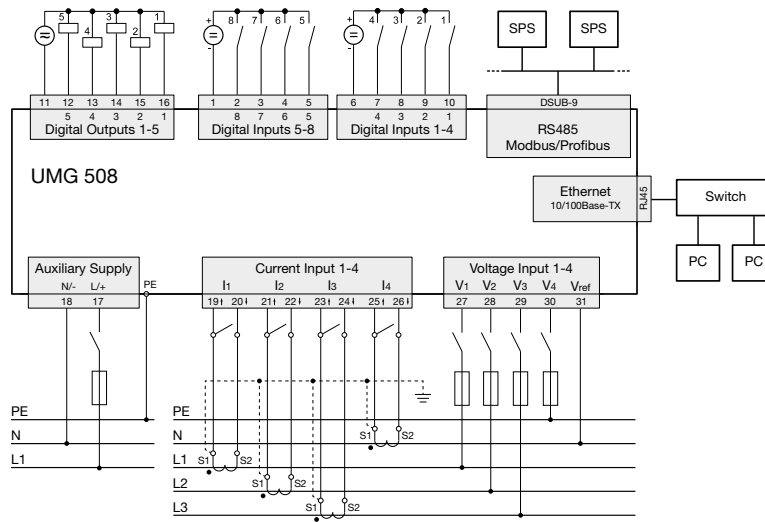 5 3 1
4 2
8 7 6 5
4 3 2 1
SPS SPS
+ -
+ -
11 12 13 14 15 16
5 4 3 2 1
Digital Outputs 1-5
1 2 3 4 5
8 7 6 5
Digital Inputs 5-8
6 7 8 9 10
4 3 2 1
Digital Inputs 1-4
DSUB-9
RS485
Modbus/Profibus
UMG 508
Ethernet
10/100Base-TX
RJ45
Switch
PC PC
Auxiliary Supply
N/- L/+
18 17
PE
Current Input 1-4
I1 I2 I3 I4
19 20 21 22 23 24 25 26
Voltage Input 1-4
V1 V2 V3 V4 Vref
27 28 29 30 31
PE
N
L1
PE
N
L1
L2
L3
S1 S2
S1 S2
S1 S2
S1 S2